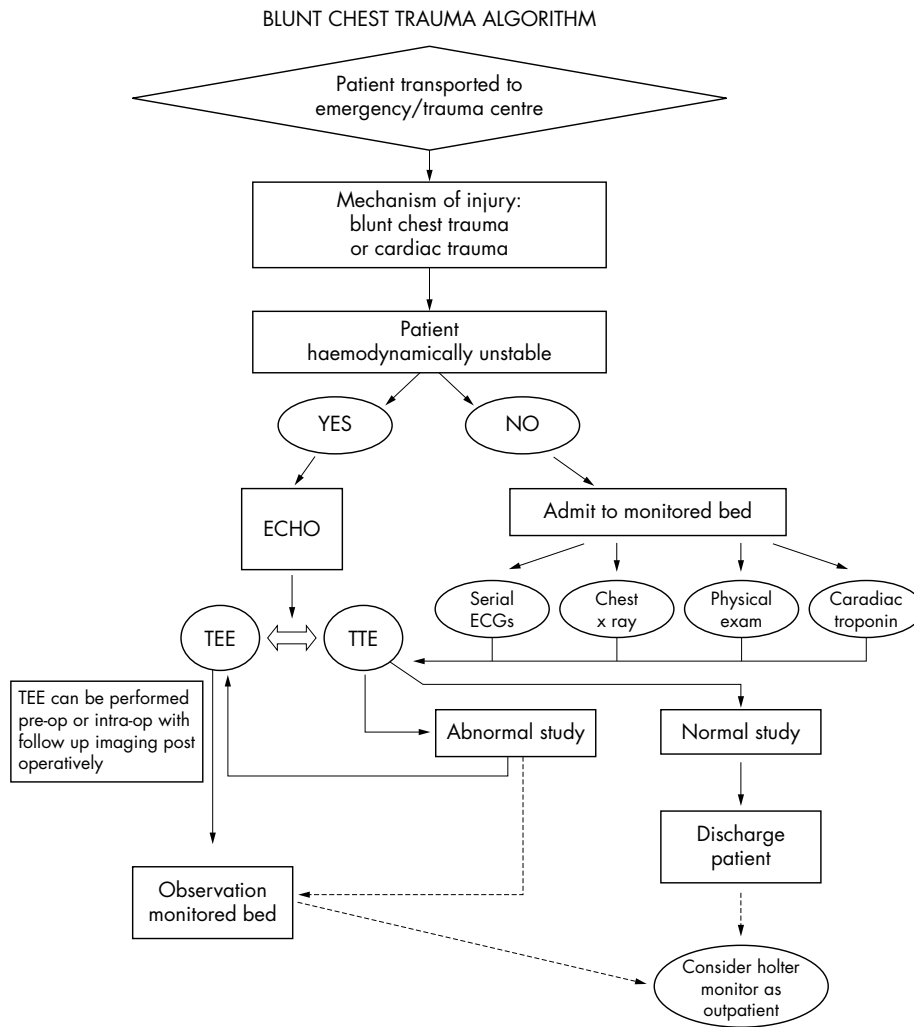 BLUNT CHEST TRAUMA ALGORITHM
Patient transported to
emergency/trauma centre
Mechanism of injury:
blunt chest trauma
or cardiac trauma
Patient
haemodynamically unstable
YES
NO
ECHO
Admit to monitored bed
Serial
ECGs
Chest
x ray
Physical
exam
Caradiac
troponin
TEE
TTE
TEE can be performed
pre-op or intra-op with
follow up imaging post
operatively
Abnormal study
Normal study
Discharge
patient
Observation
monitored bed
Consider holter
monitor as
outpatient